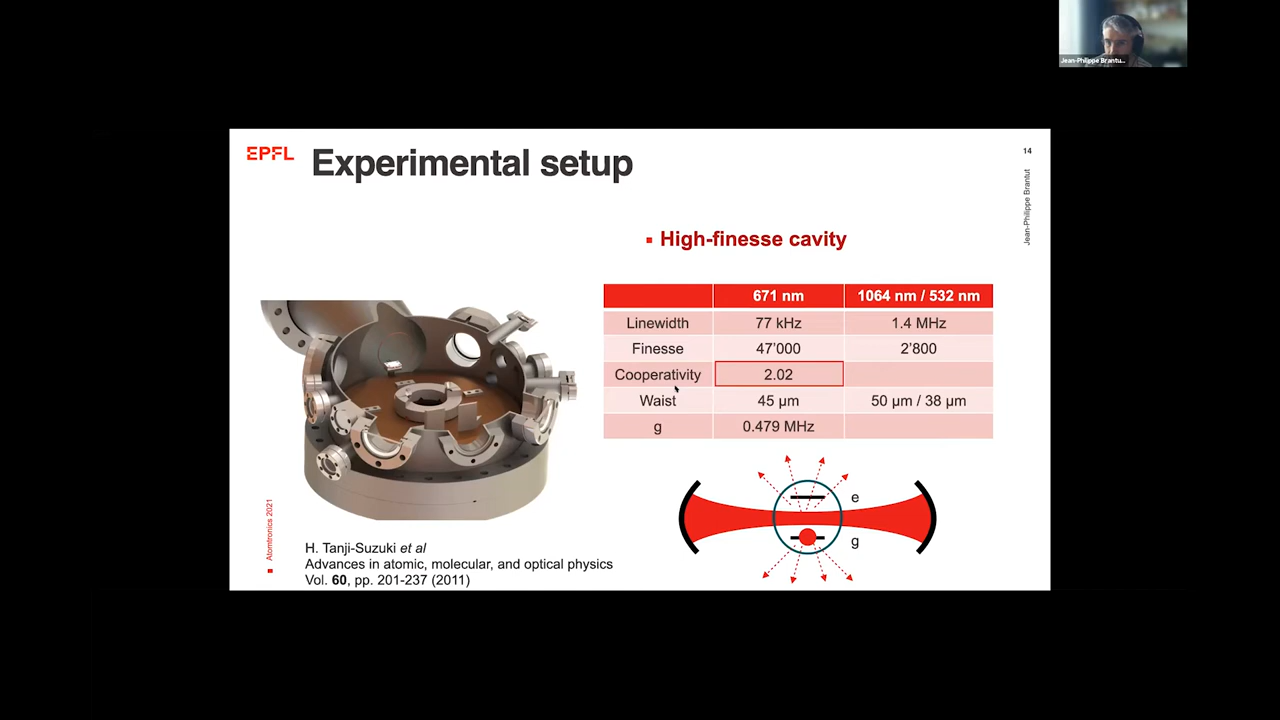 Jean-Philippe Brantu...
EPFL
Experimental setup
14
Jean-Philippe Brantut
▪ High-finesse cavity
671 nm 1064 nm / 532 nm
Linewidth 77 kHz 1.4 MHz
Finesse 47'000 2'800
Cooperativity 2.02
Waist 45 µm 50 µm / 38 µm
g 0.479 MHz
e
g
Atomtronics 2021
H. Tanji-Suzuki et al
Advances in atomic, molecular, and optical physics
Vol. 60, pp. 201-237 (2011)